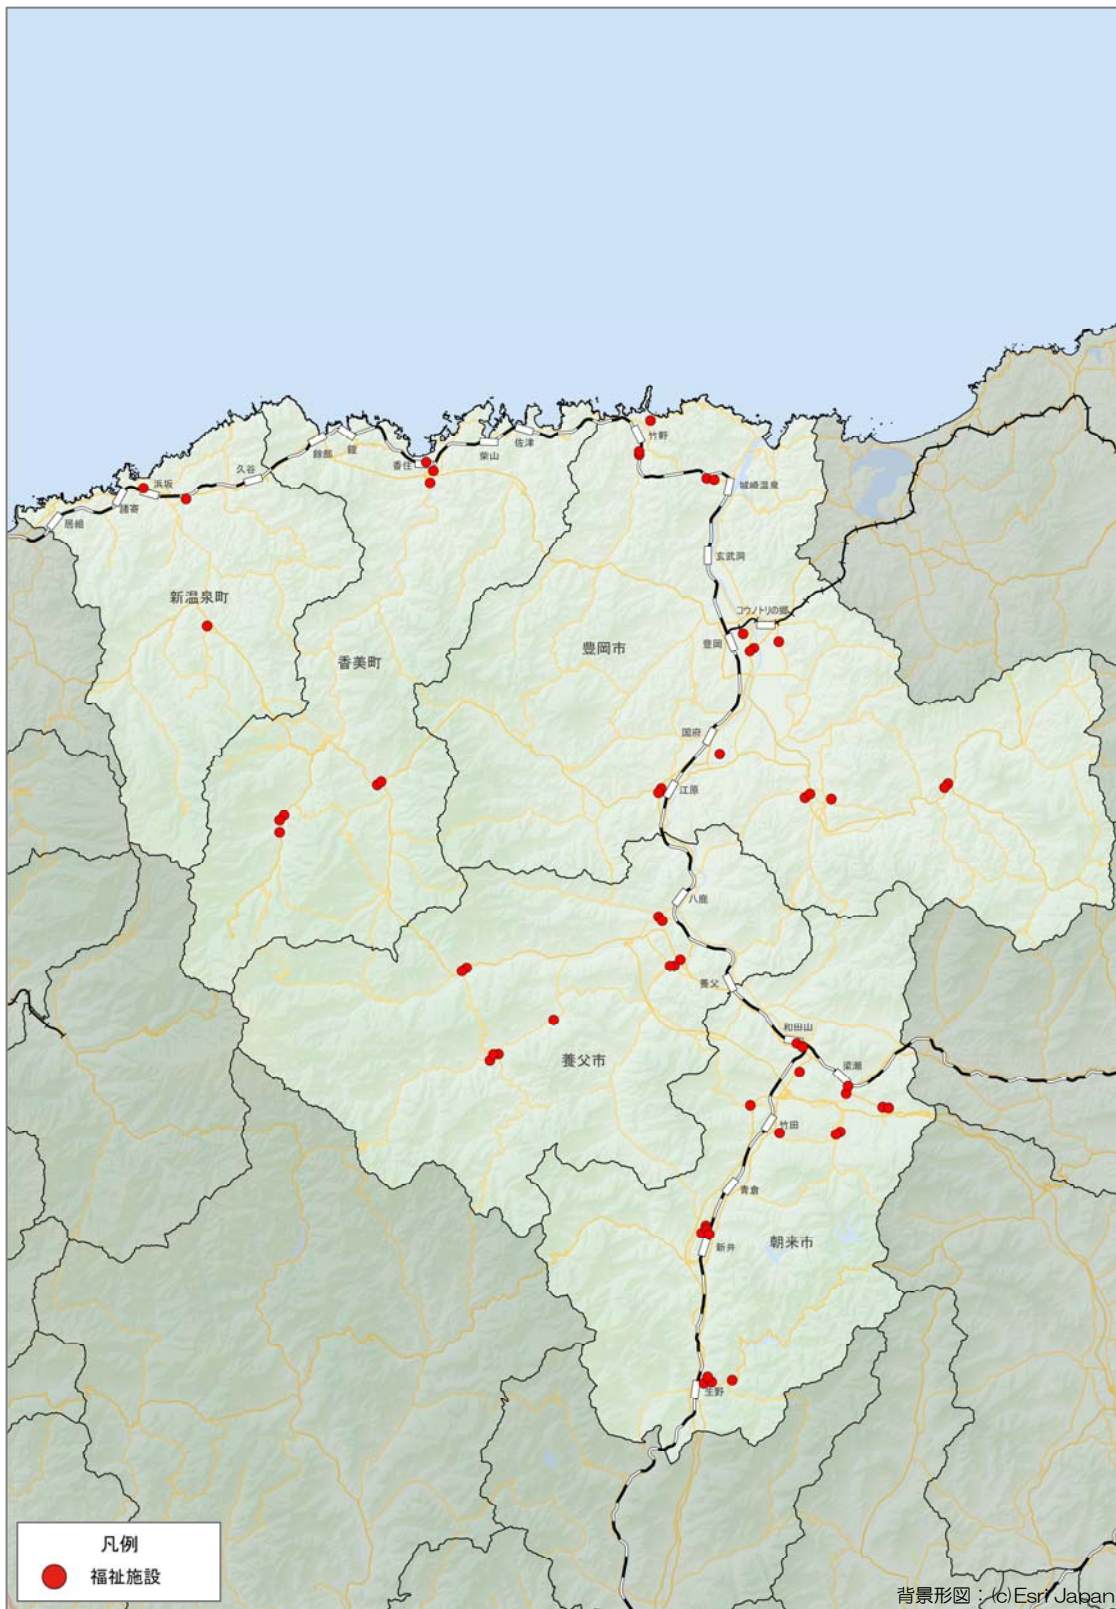 竹野
佐津
柴山
鎧
餘部
香住
久谷
浜坂
諸寄
居組
城崎温泉
玄武洞
新温泉町
コウノトリの郷
豊岡
豊岡市
香美町
国府
江原
八鹿
養父
和田山
養父市
梁瀬
竹田
青倉
新井
朝来市
生野
凡例
福祉施設
背景形図：(c)Esri Japan